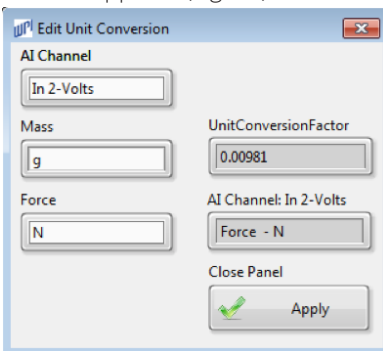 WPI Edit Unit Conversion
AI Channel
In 2-Volts
Mass
UnitConversionFactor
g
0.00981
Force
AI Channel: In 2-Volts
N
Force - N
Close Panel
Apply